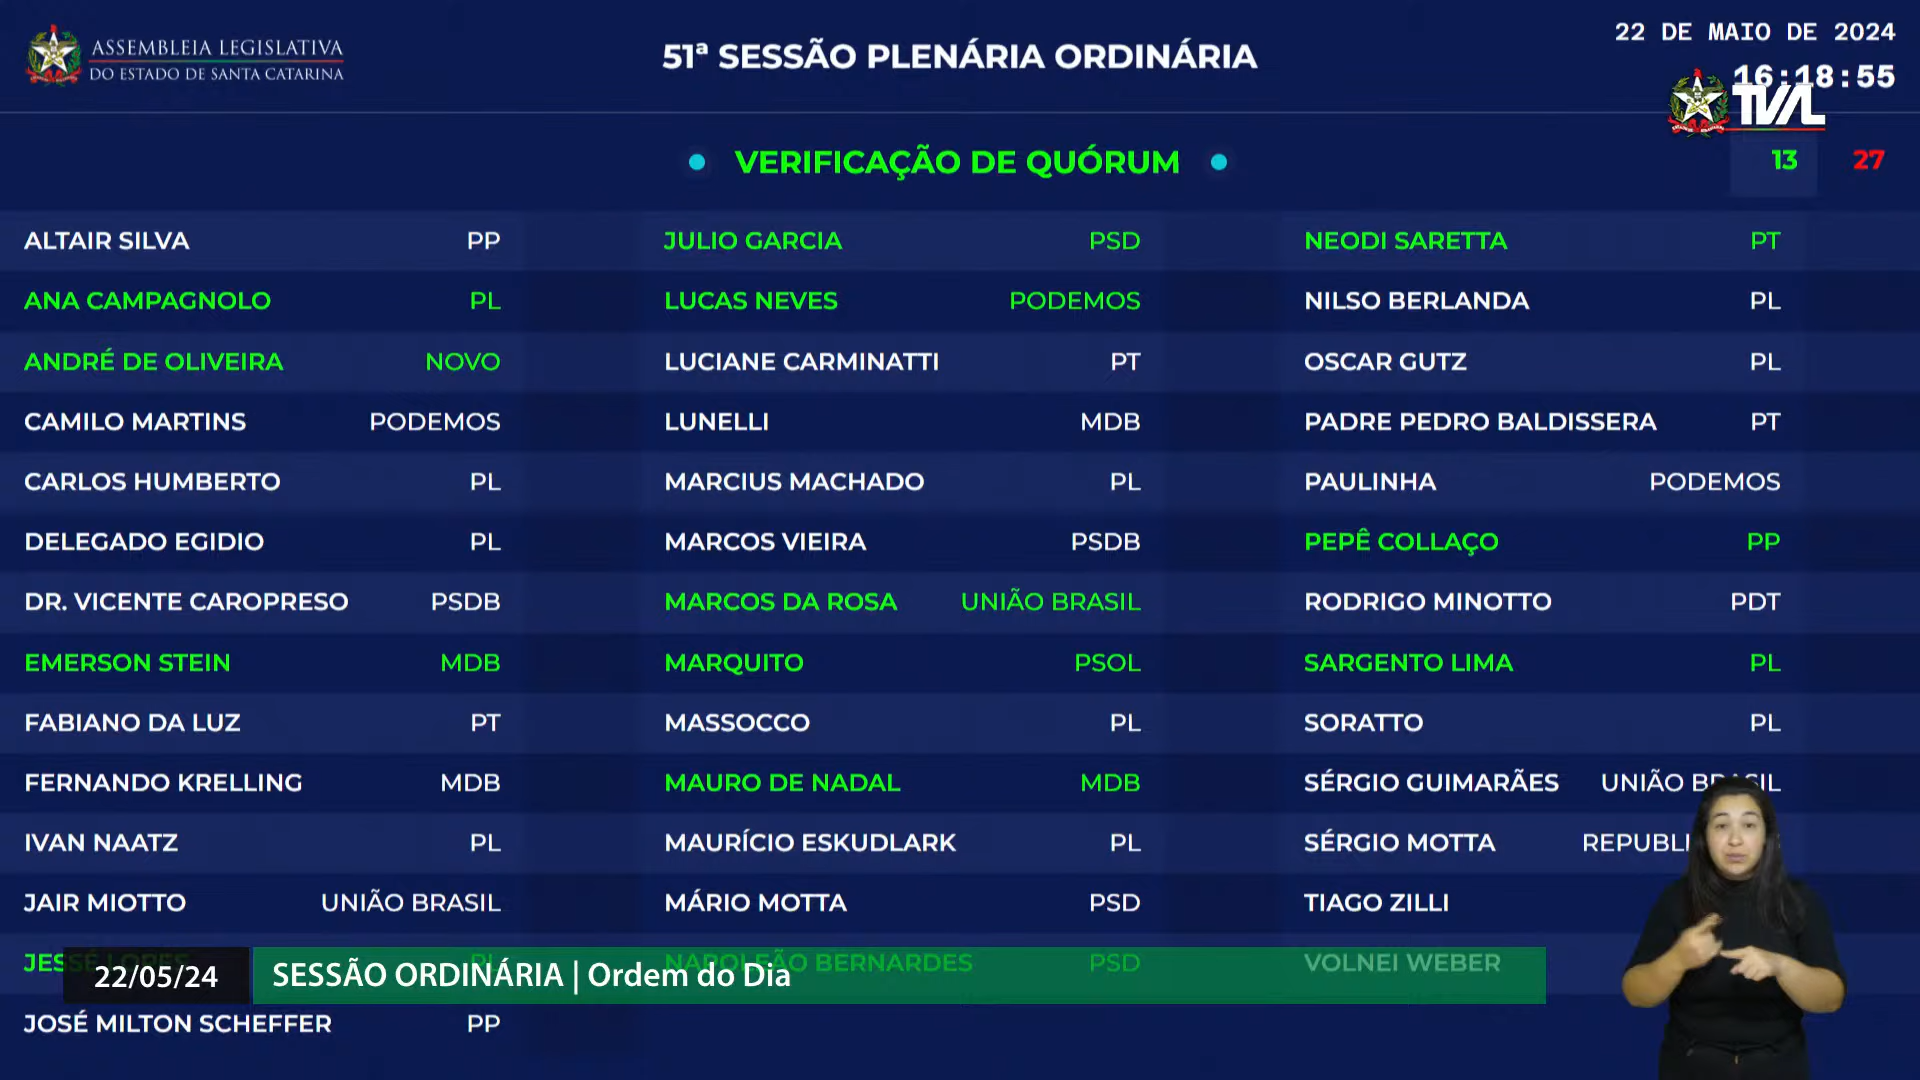 ASSEMBLEIA LEGISLATIVA
DO ESTADO DE SANTA CATARINA
51ª SESSÃO PLENÁRIA ORDINÁRIA
22 DE MAIO DE 2024
16:18:55
TVAL
VERIFICAÇÃO DE QUÓRUM
13 27
ALTAIR SILVA PP
ANA CAMPAGNOLO PL
ANDRÉ DE OLIVEIRA NOVO
CAMILO MARTINS PODEMOS
CARLOS HUMBERTO PL
DELEGADO EGIDIO PL
DR. VICENTE CAROPRESO PSDB
EMERSON STEIN MDB
FABIANO DA LUZ PT
FERNANDO KRELLING MDB
IVAN NAATZ PL
JAIR MIOTTO UNIÃO BRASIL
JESSÉ LOPES PL
JOSÉ MILTON SCHEFFER PP
JULIO GARCIA PSD
LUCAS NEVES PODEMOS
LUCIANE CARMINATTI PT
LUNELLI MDB
MARCIUS MACHADO PL
MARCOS VIEIRA PSDB
MARCOS DA ROSA UNIÃO BRASIL
MARQUITO PSOL
MASSOCCO PL
MAURO DE NADAL MDB
MAURÍCIO ESKUDLARK PL
MÁRIO MOTTA PSD
NAPOLEÃO BERNARDES PSD
NEODI SARETTA PT
NILSO BERLANDA PL
OSCAR GUTZ PL
PADRE PEDRO BALDISSERA PT
PAULINHA PODEMOS
PEPÊ COLLAÇO PP
RODRIGO MINOTTO PDT
SARGENTO LIMA PL
SORATTO PL
SÉRGIO GUIMARÃES UNIÃO BRASIL
SÉRGIO MOTTA
TIAGO ZILLI
VOLNEI WEBER
22/05/24
SESSÃO ORDINÁRIA | Ordem do Dia